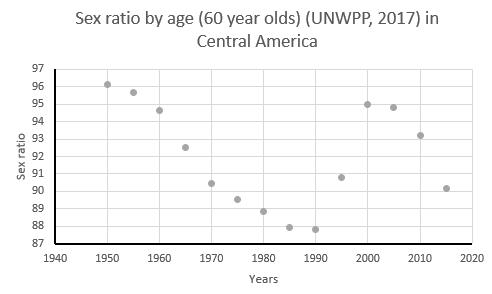 Sex ratio by age (60 year olds) (UNWPP, 2017) in
Central America
97
96
95
94
93
92
91
90
89
88
87
Sex ratio
1940 1950 1960 1970 1980 1990 2000 2010 2020
Years